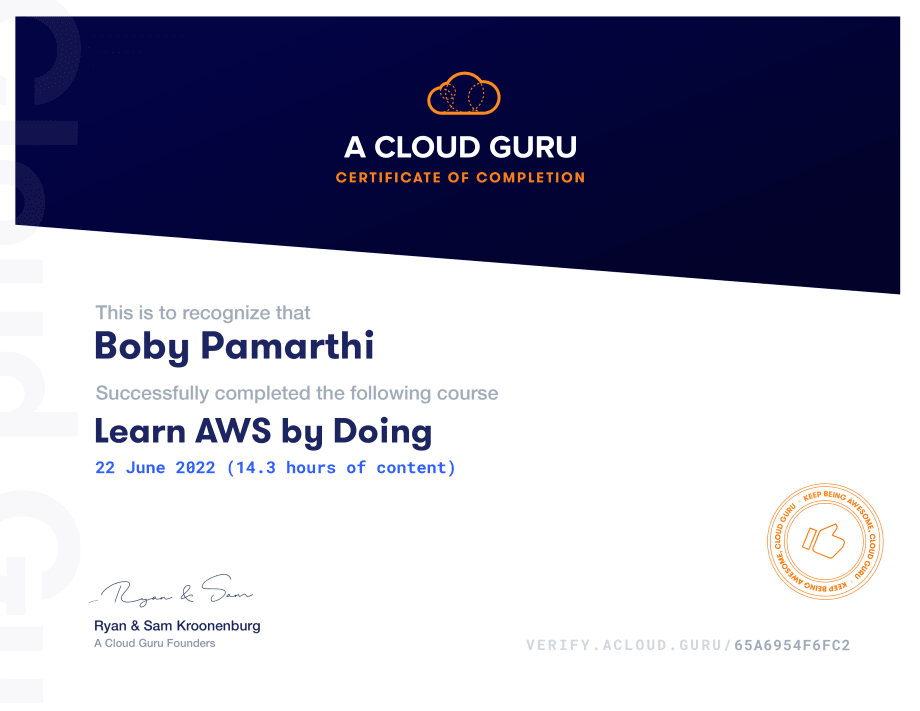 A CLOUD GURU
CERTIFICATE OF COMPLETION
This is to recognize that
Boby Pamarthi
Successfully completed the following course
Learn AWS by Doing
22 June 2022 (14.3 hours of content)
KEEP BEING AWESOME, CLOUD GURU · KEEP BEING AWESOME, CLOUD GURU ·
Ryan & Sam
Ryan & Sam Kroonenburg
A Cloud Guru Founders
VERIFY.ACLOUD.GURU/65A6954F6FC2
Cloud Gu